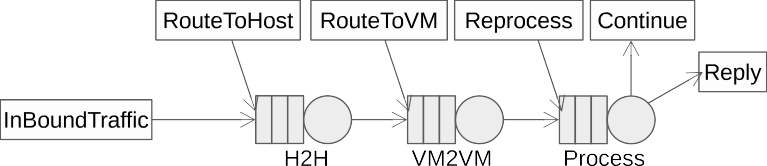 RouteToHost
RouteToVM
Reprocess
Continue
Reply
InBoundTraffic
H2H
VM2VM
Process